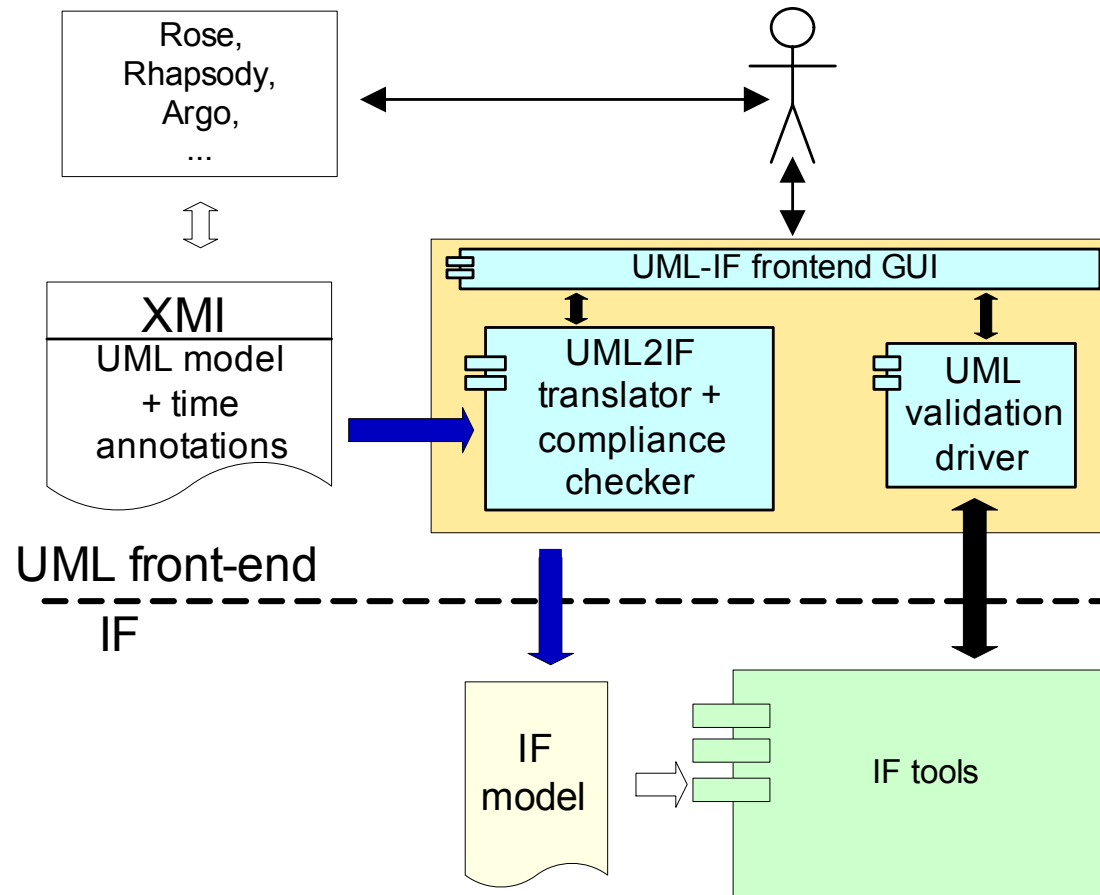 Rose,
Rhapsody,
Argo,
...
UML-IF frontend GUI
XMI
UML model
+ time
annotations
UML2IF
translator +
compliance
checker
UML
validation
driver
UML front-end
IF
IF
model
IF tools